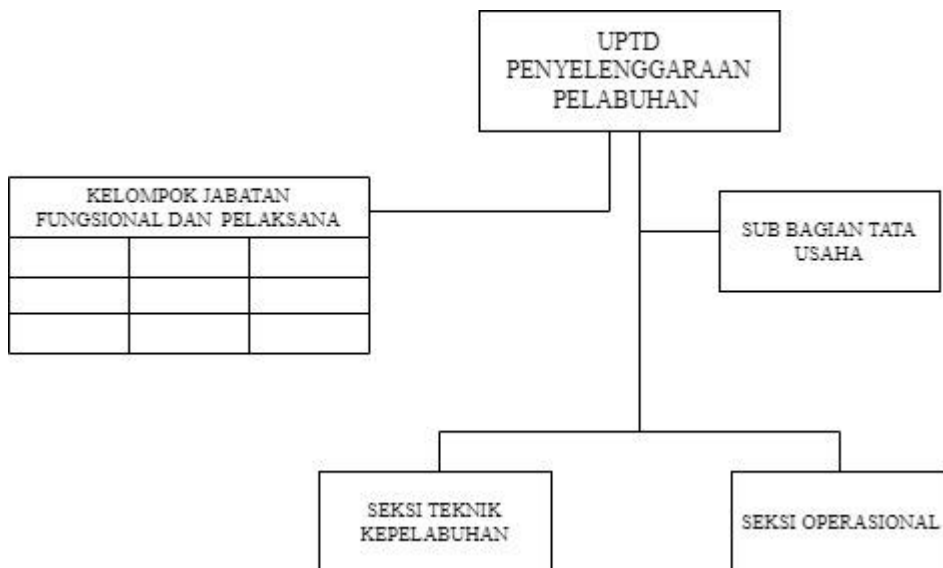 UPTD
PENYELENGGARAAN
PELABUHAN
KELOMPOK JABATAN
FUNGSIONAL DAN PELAKSANA
SUB BAGIAN TATA
USAHA
SEKSI TEKNIK
KEPELABUHAN
SEKSI OPERASIONAL